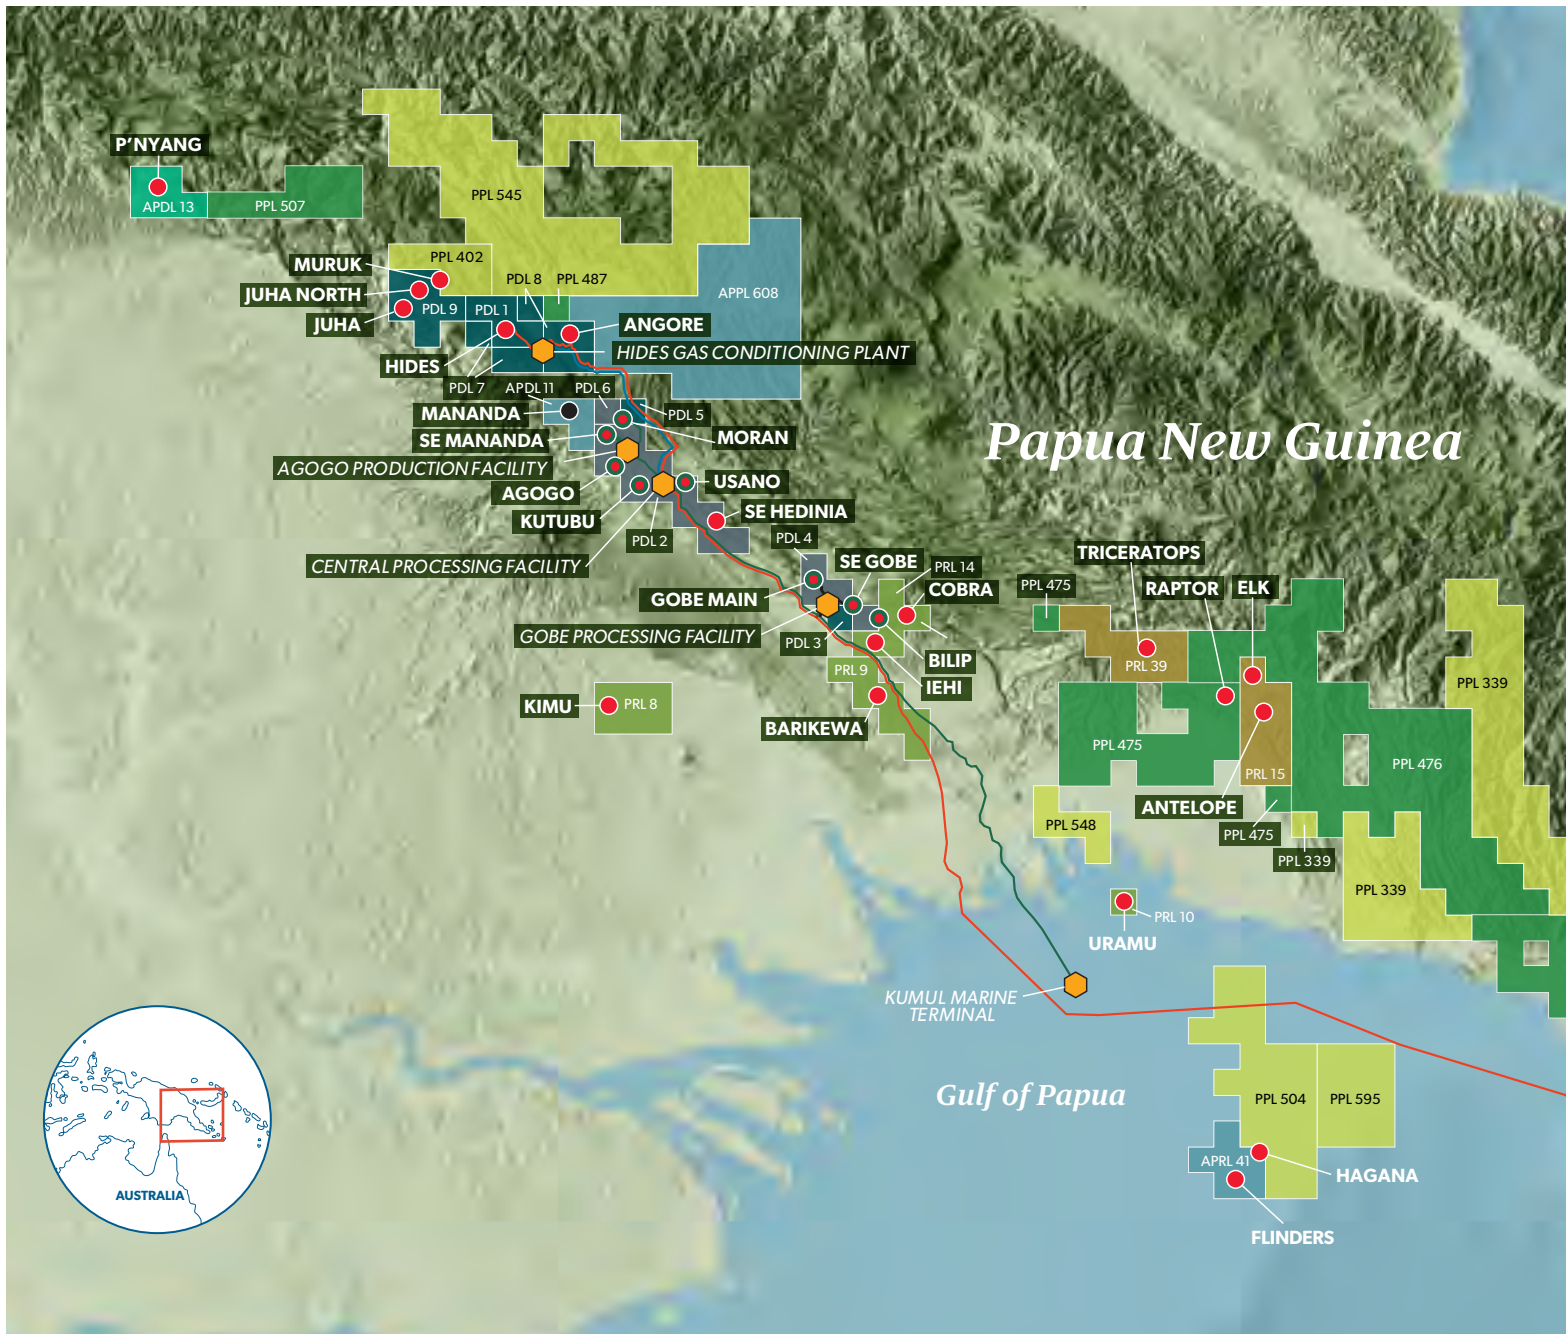 P'NYANG
APDL 13
PPL 507
PPL 545
PPL 402
MURUK
PDL 8
PPL 487
JUHA NORTH
PDL 9
PDL 1
APPL 608
JUHA
ANGORE
HIDES GAS CONDITIONING PLANT
HIDES
PDL 7
APDL 11
PDL 6
MANANDA
PDL 5
SE MANANDA
MORAN
Papua New Guinea
AGOGO PRODUCTION FACILITY
USANO
AGOGO
SE HEDINIA
KUTUBU
PDL 2
PDL 4
CENTRAL PROCESSING FACILITY
SE GOBE
PRL 14
TRICERATOPS
PPL 475
RAPTOR
ELK
COBRA
GOBE MAIN
GOBE PROCESSING FACILITY
PDL 3
BILIP
PRL 9
IEHI
PRL 39
PPL 339
KIMU
PRL 8
BARIKEWA
PPL 475
PPL 476
PRL 15
ANTELOPE
PPL 548
PPL 475
PPL 339
PPL 339
PRL 10
URAMU
KUMUL MARINE
TERMINAL
Gulf of Papua
PPL 504
PPL 595
APRL 41
HAGANA
FLINDERS
AUSTRALIA